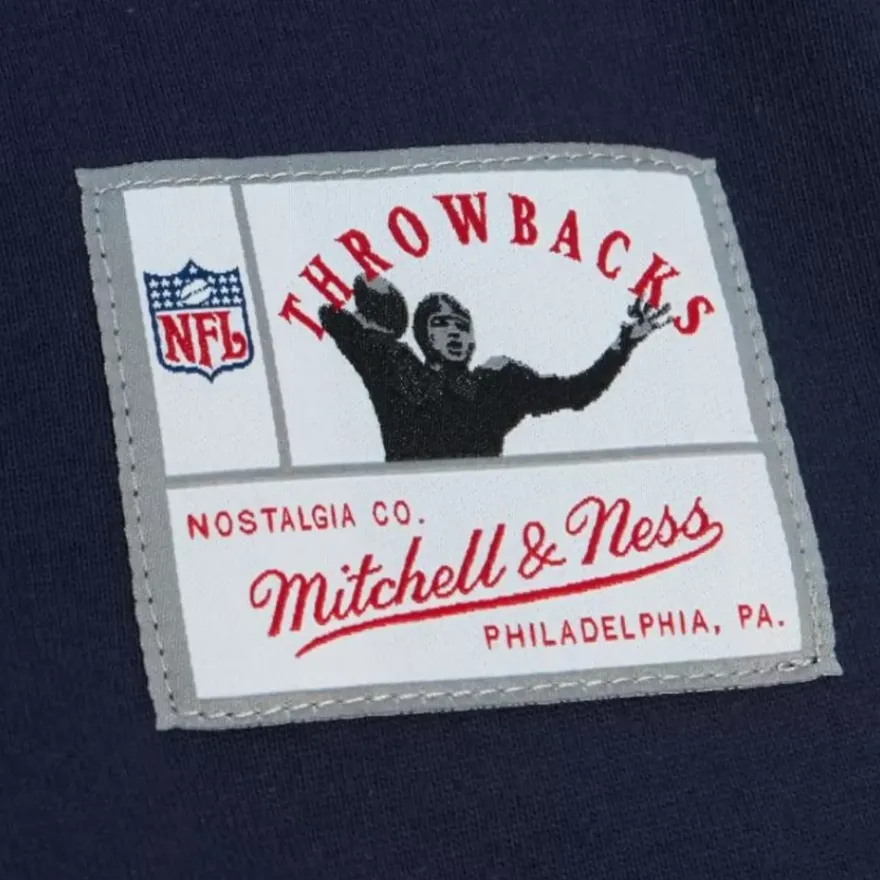 THROWBACKS
NFL
NOSTALGIA CO.
Mitchell & Ness
PHILADELPHIA, PA.